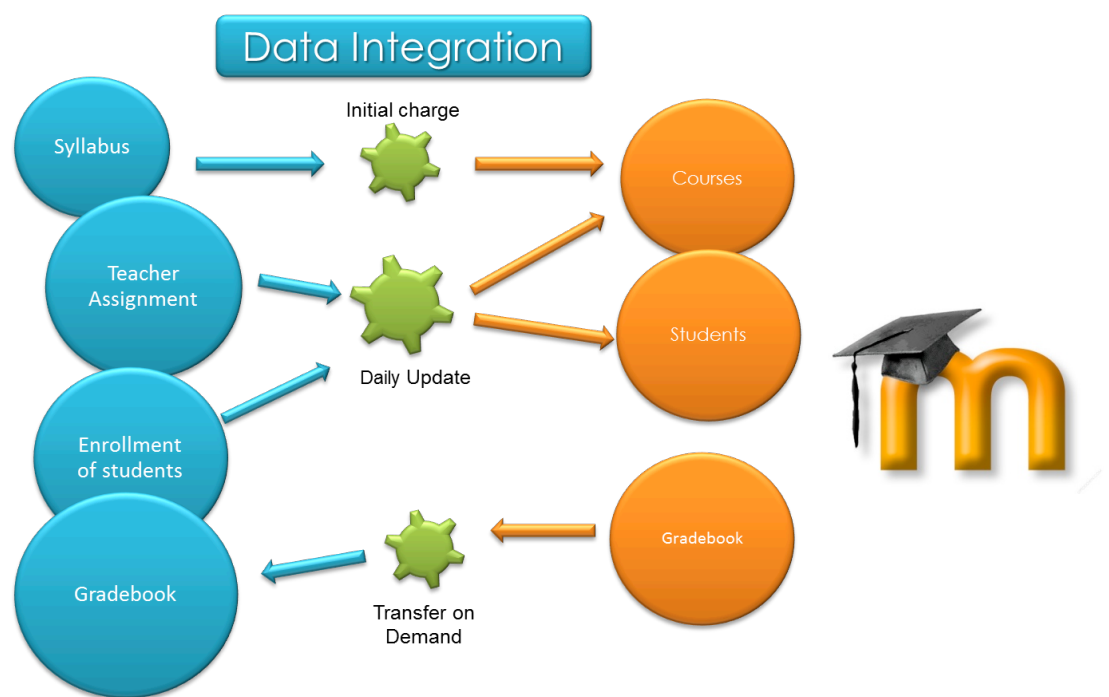 Data Integration
Initial charge
Syllabus
Courses
Teacher
Assignment
Students
Daily Update
Enrollment
of students
Gradebook
Gradebook
Transfer on
Demand
m